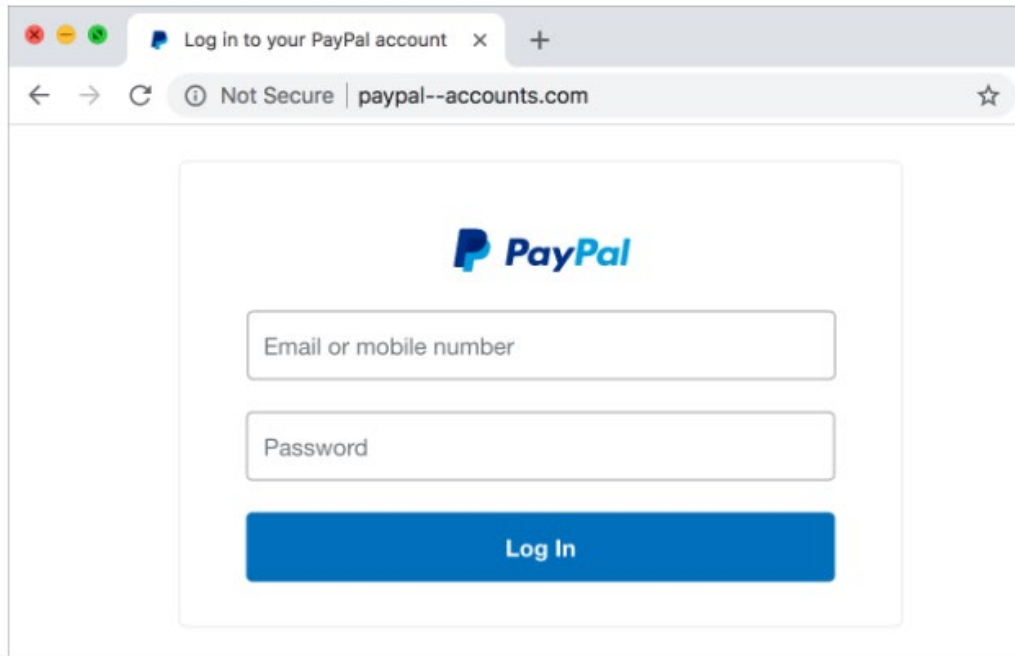 Log in to your PayPal account
Not Secure | paypal--accounts.com
PayPal
Email or mobile number
Password
Log In